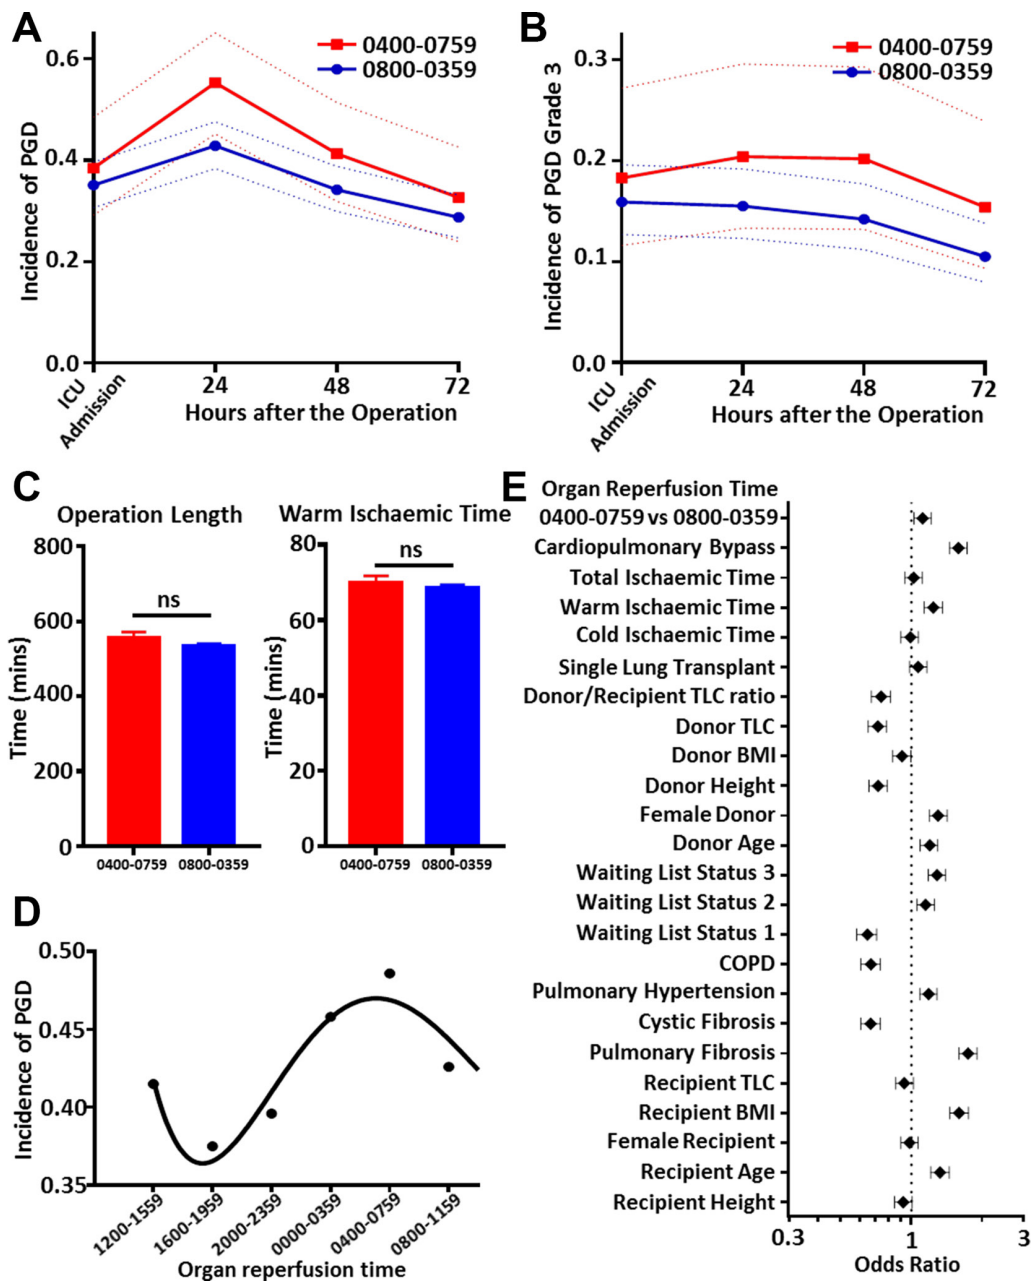 A
0.6
0.4
0.2
0.0
Incidence of PGD
0400-0759
0800-0359
ICU
Admission
24
48
72
Hours after the Operation
B
0.3
0.2
0.1
0.0
Incidence of PGD Grade 3
0400-0759
0800-0359
ICU
Admission
24
48
72
Hours after the Operation
C
Operation Length
800
600
400
200
0
Time (mins)
ns
0400-0759
0800-0359
Warm Ischaemic Time
80
60
40
20
0
Time (mins)
ns
0400-0759
0800-0359
D
0.50
0.45
0.40
0.35
Incidence of PGD
1200-1559
1600-1959
2000-2359
0000-0359
0400-0759
0800-1159
Organ reperfusion time
E
Organ Reperfusion Time
0400-0759 vs 0800-0359
Cardiopulmonary Bypass
Total Ischaemic Time
Warm Ischaemic Time
Cold Ischaemic Time
Single Lung Transplant
Donor/Recipient TLC ratio
Donor TLC
Donor BMI
Donor Height
Female Donor
Donor Age
Waiting List Status 3
Waiting List Status 2
Waiting List Status 1
COPD
Pulmonary Hypertension
Cystic Fibrosis
Pulmonary Fibrosis
Recipient TLC
Recipient BMI
Female Recipient
Recipient Age
Recipient Height
0.3
1
3
Odds Ratio